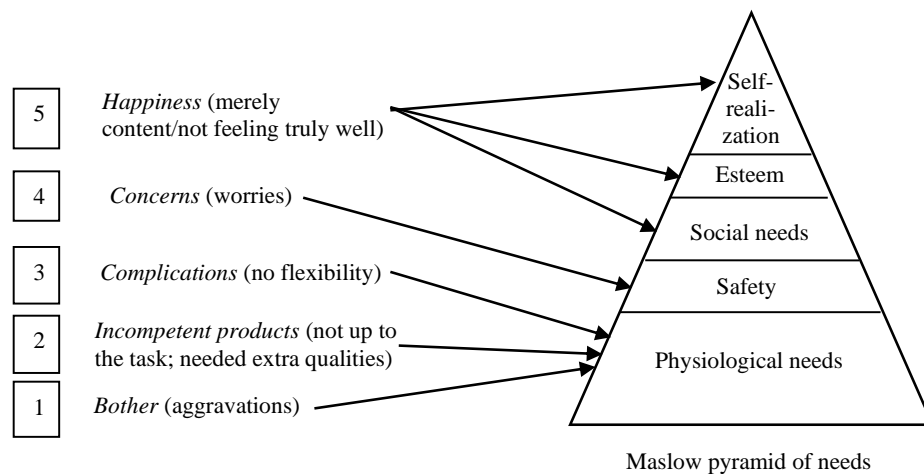 5
Happiness (merely
content/not feeling truly well)
4
Concerns (worries)
3
Complications (no flexibility)
2
Incompetent products (not up to
the task; needed extra qualities)
1
Bother (aggravations)
Self-
reali-
zation
Esteem
Social needs
Safety
Physiological needs
Maslow pyramid of needs